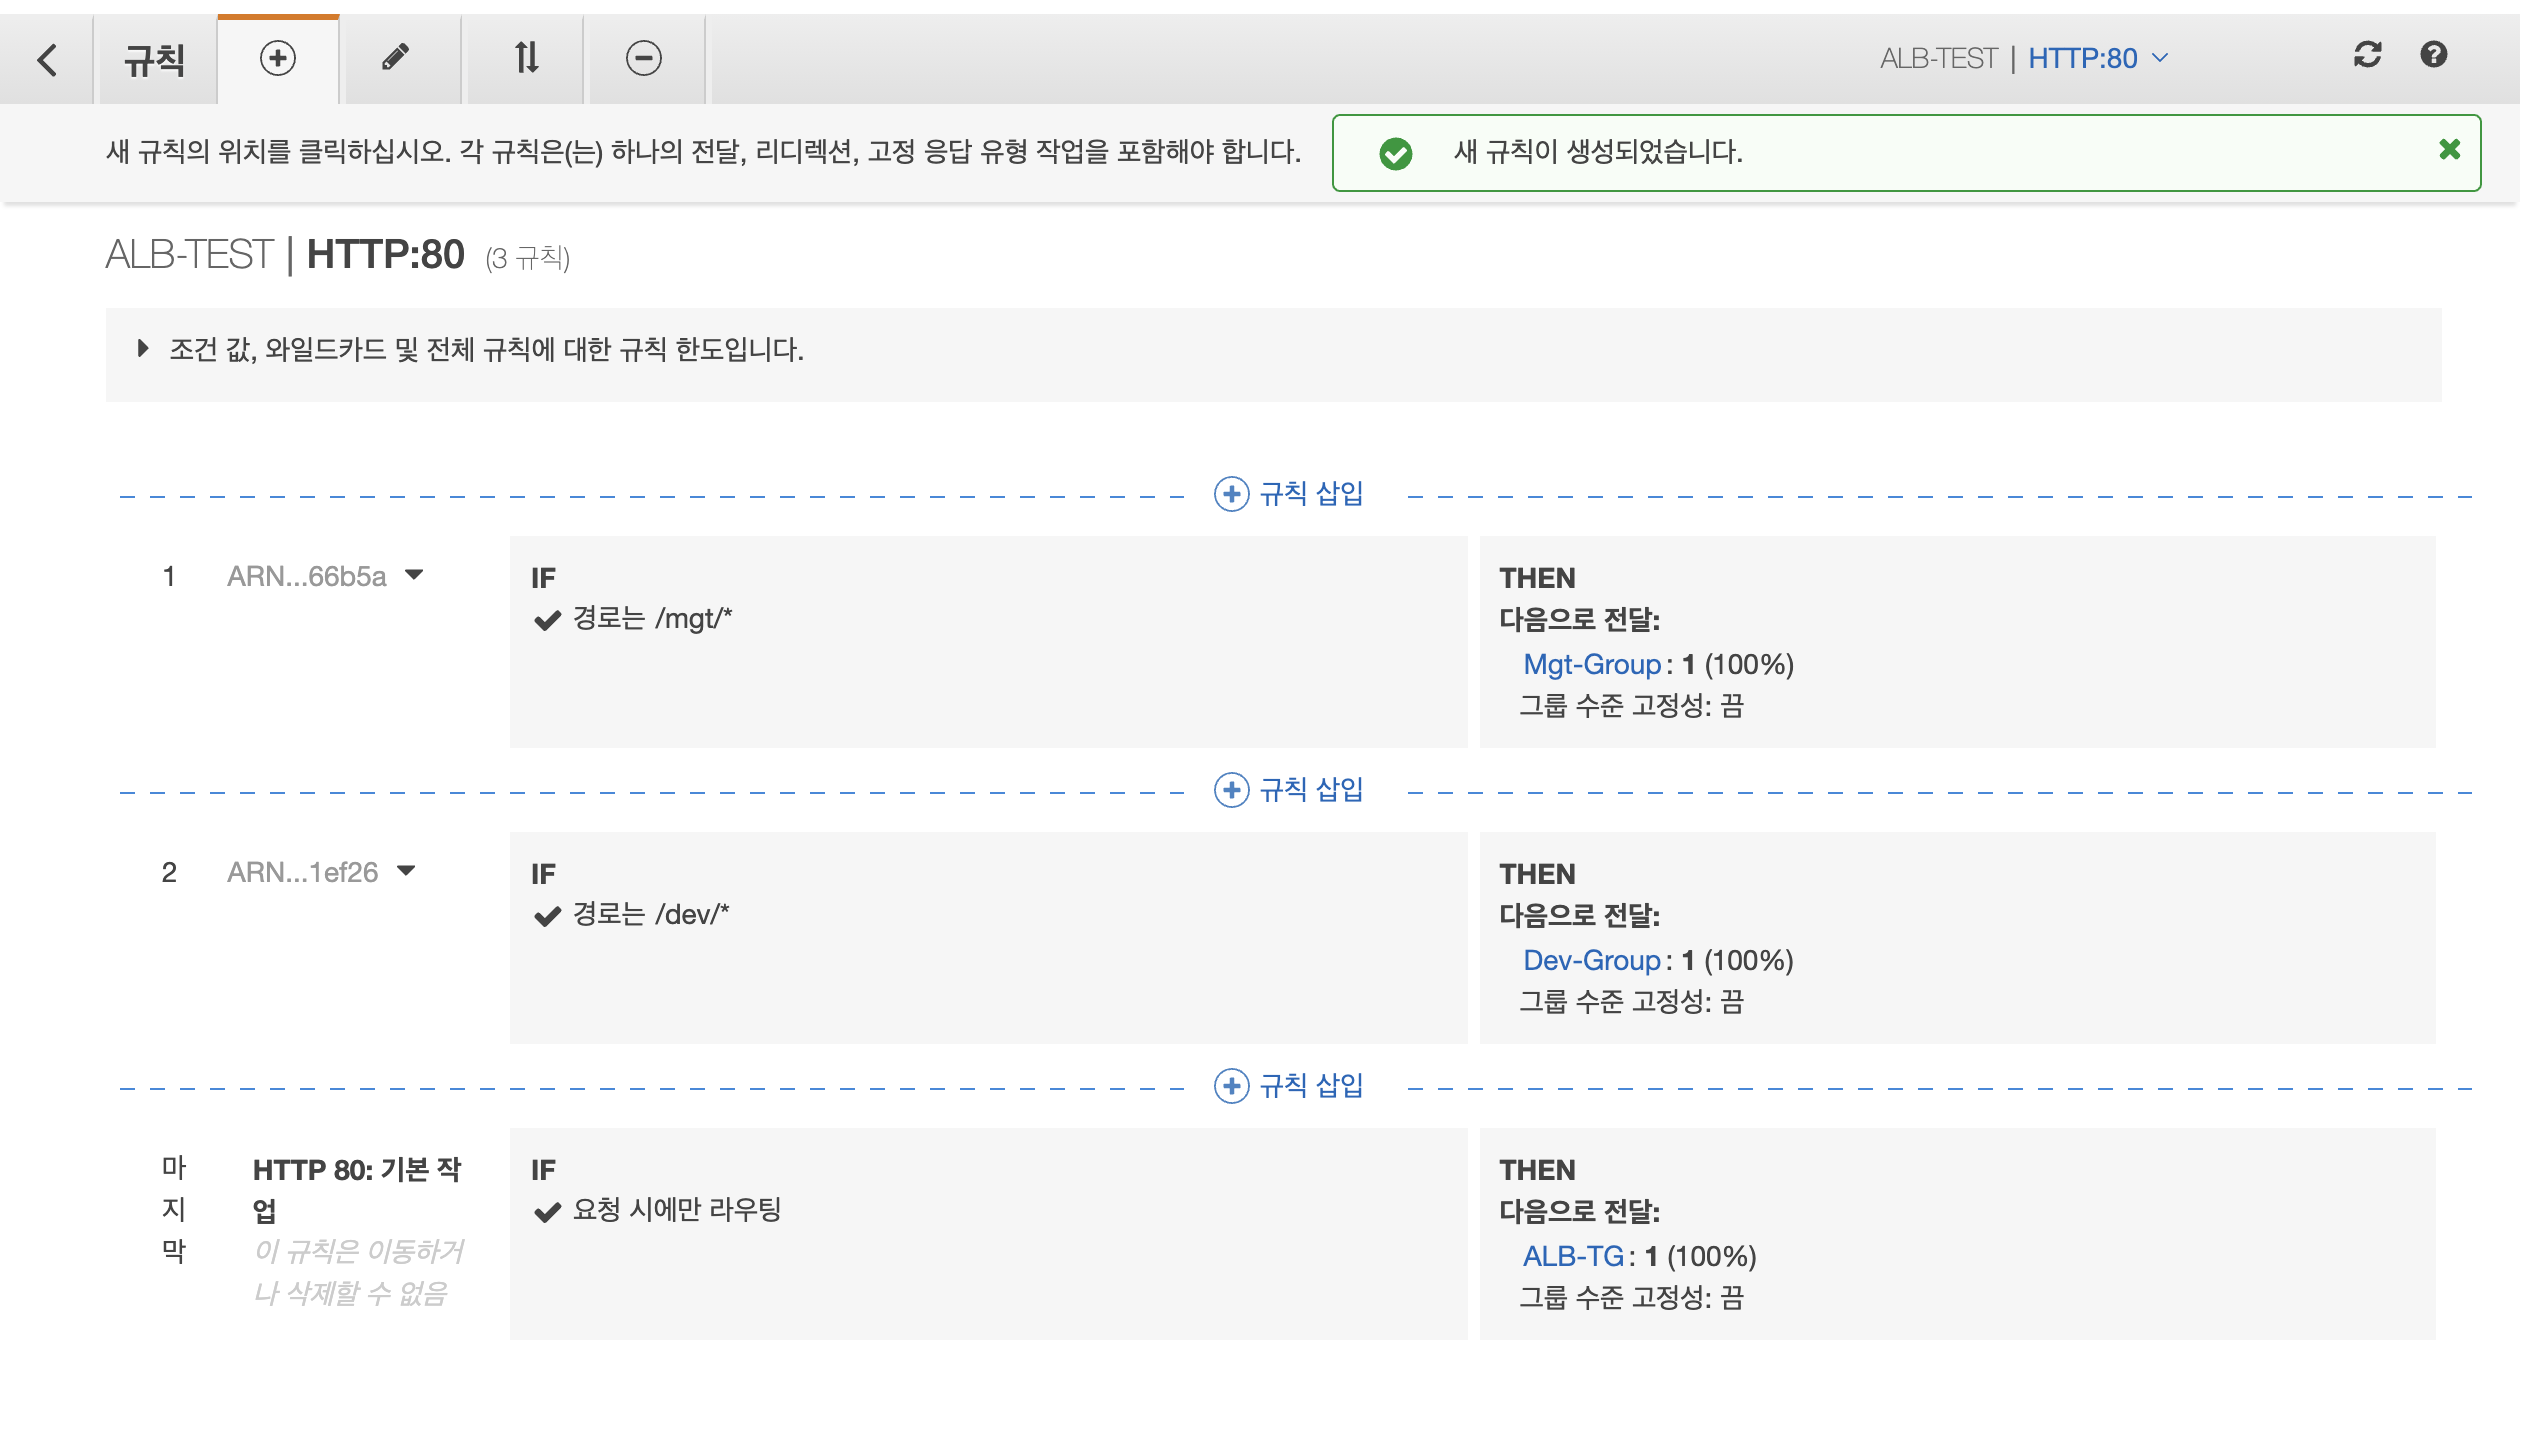 규칙
ALB-TEST | HTTP:80
새 규칙의 위치를 클릭하십시오. 각 규칙은(는) 하나의 전달, 리디렉션, 고정 응답 유형 작업을 포함해야 합니다.
새 규칙이 생성되었습니다.
ALB-TEST | HTTP:80 (3 규칙)
조건 값, 와일드카드 및 전체 규칙에 대한 규칙 한도입니다.
규칙 삽입
1 ARN...66b5a
IF
경로는 /mgt/*
THEN
다음으로 전달:
Mgt-Group: 1 (100%)
그룹 수준 고정성: 끔
규칙 삽입
2 ARN...1ef26
IF
경로는 /dev/*
THEN
다음으로 전달:
Dev-Group: 1 (100%)
그룹 수준 고정성: 끔
규칙 삽입
마
지
막
HTTP 80: 기본 작
업
이 규칙은 이동하거
나 삭제할 수 없음
IF
요청 시에만 라우팅
THEN
다음으로 전달:
ALB-TG: 1 (100%)
그룹 수준 고정성: 끔